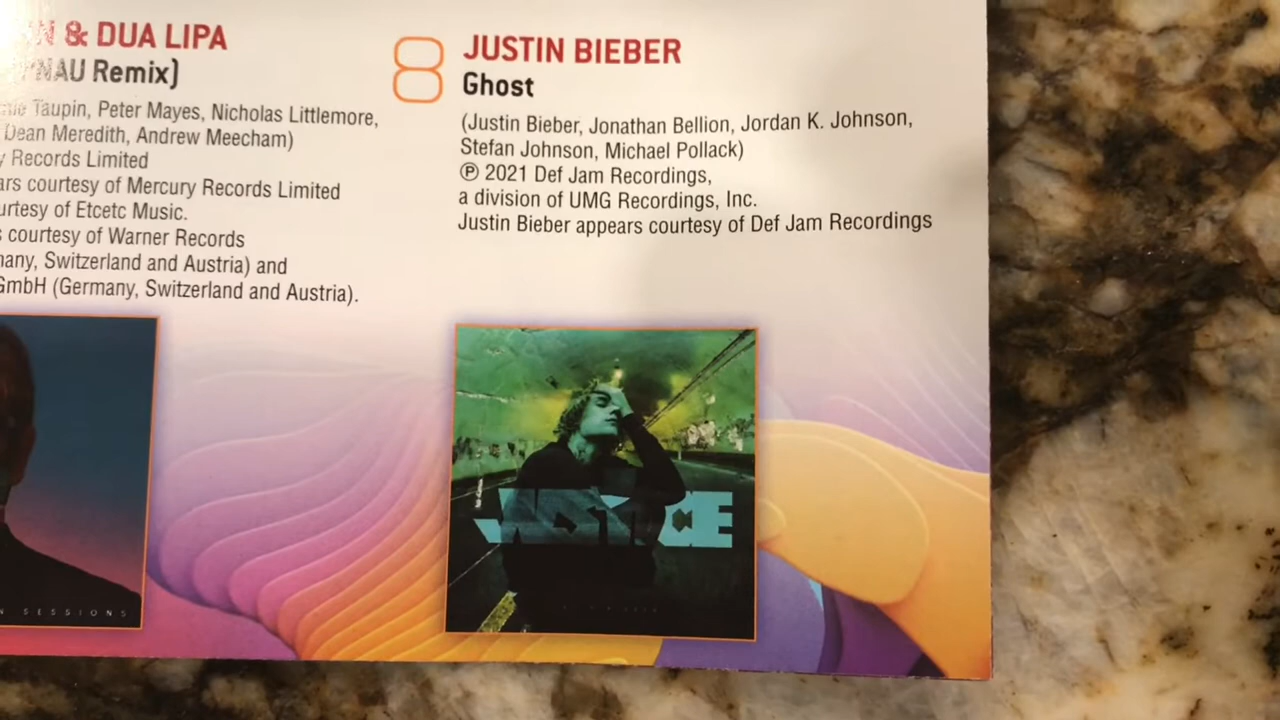 & DUA LIPA
PNAU Remix)
Taupin, Peter Mayes, Nicholas Littlemore,
Dean Meredith, Andrew Meecham)
Records Limited
courtesy of Mercury Records Limited
of Etcetc Music.
courtesy of Warner Records
Switzerland and Austria) and
GmbH (Germany, Switzerland and Austria).
SESSIONS
8
JUSTIN BIEBER
Ghost
(Justin Bieber, Jonathan Bellion, Jordan K. Johnson,
Stefan Johnson, Michael Pollack)
℗ 2021 Def Jam Recordings,
a division of UMG Recordings, Inc.
Justin Bieber appears courtesy of Def Jam Recordings